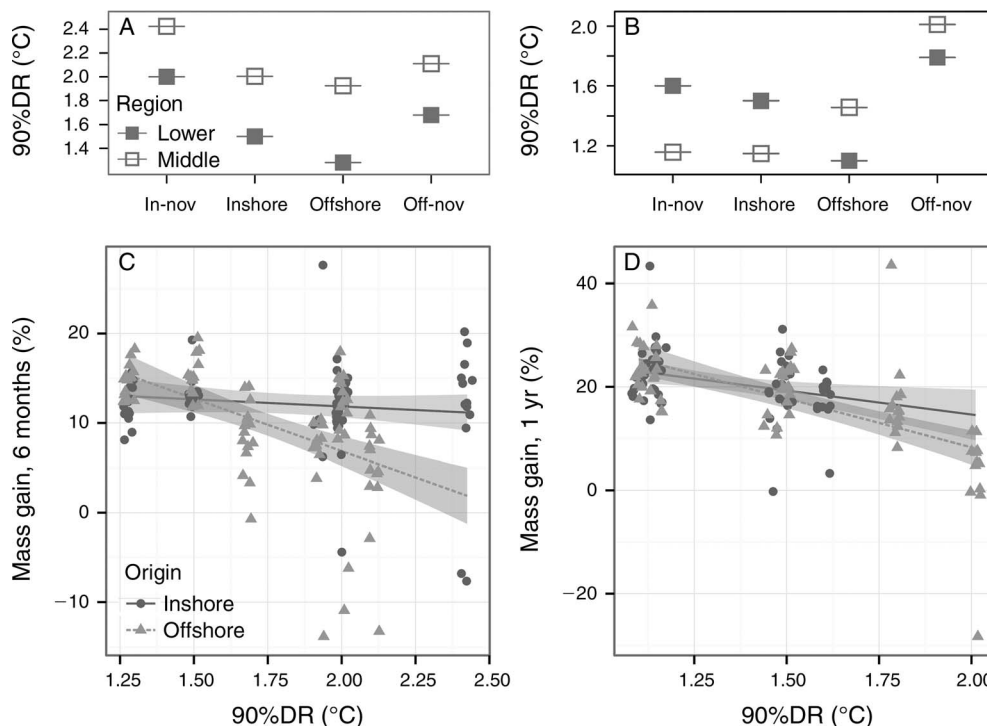 A
90%DR (°C)
2.4
2.2
2.0
1.8
1.6
1.4
Region
Lower
Middle
In-nov
Inshore
Offshore
Off-nov
B
90%DR (°C)
2.0
1.6
1.2
In-nov
Inshore
Offshore
Off-nov
C
Mass gain, 6 months (%)
20
10
0
−10
Origin
Inshore
Offshore
1.25
1.50
1.75
2.00
2.25
2.50
90%DR (°C)
D
Mass gain, 1 yr (%)
40
20
0
−20
1.25
1.50
1.75
2.00
90%DR (°C)